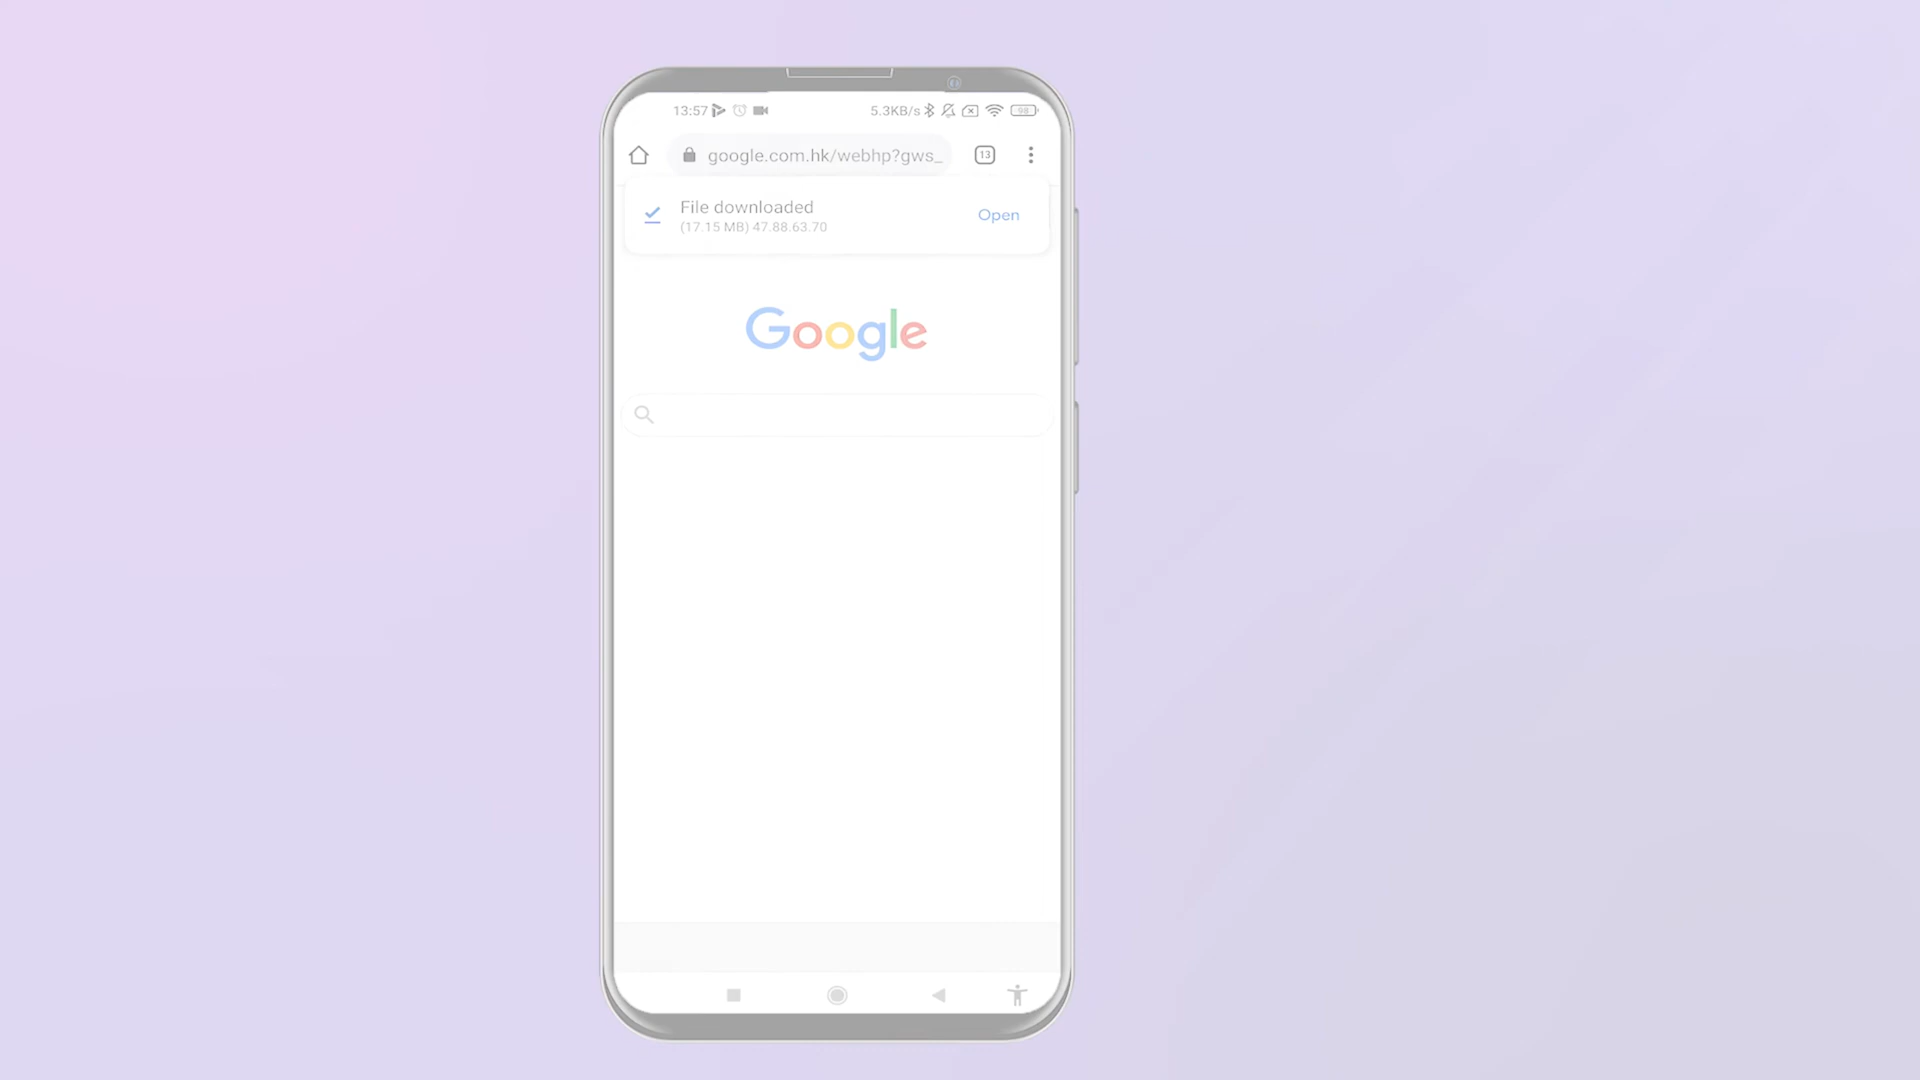 13:57 5.3KB/s 98
google.com.hk/webhp?gws_ 13
File downloaded
(17.15 MB) 47.88.63.70
Open
Google